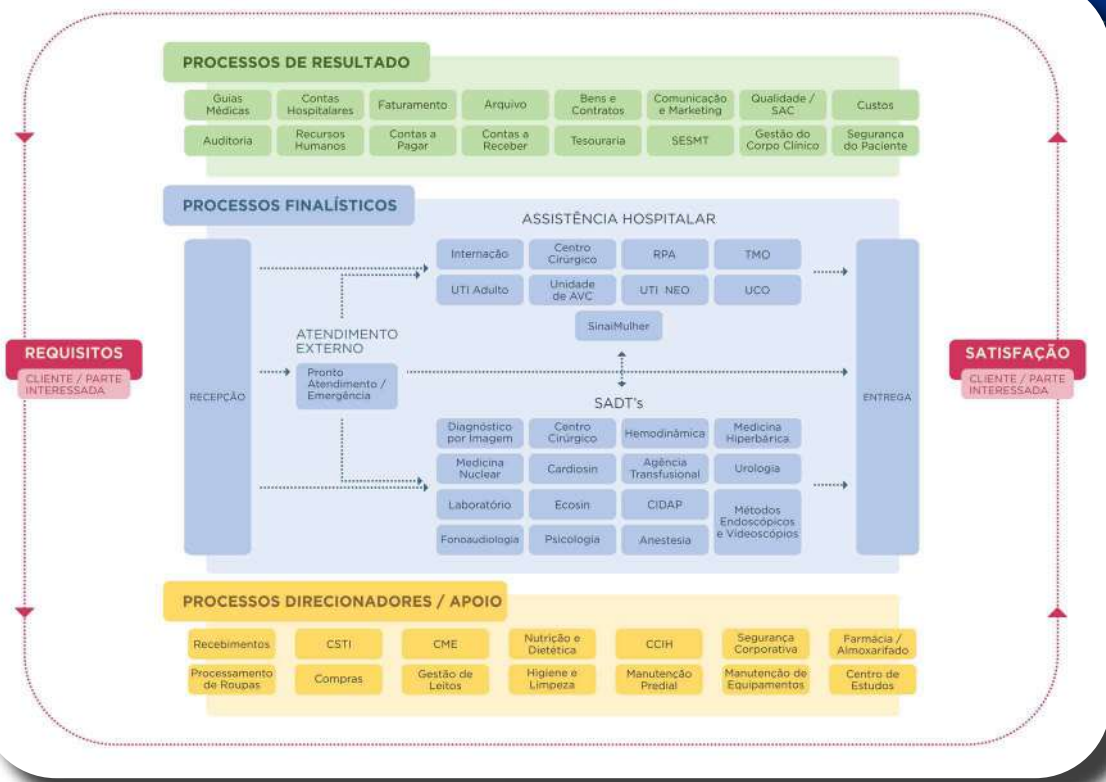 PROCESSOS DE RESULTADO
Guias
Médicas
Contas
Hospitalares
Faturamento
Arquivo
Bens e
Contratos
Comunicação
e Marketing
Qualidade /
SAC
Custos
Auditoria
Recursos
Humanos
Contas a
Pagar
Contas a
Receber
Tesouraria
SESMT
Gestão do
Corpo Clínico
Segurança
do Paciente
PROCESSOS FINALÍSTICOS
ASSISTÊNCIA HOSPITALAR
Internação
Centro
Cirúrgico
RPA
TMO
UTI Adulto
Unidade
de AVC
UTI NEO
UCO
SinaiMulher
REQUISITOS
CLIENTE / PARTE
INTERESSADA
RECEPÇÃO
ATENDIMENTO
EXTERNO
Pronto
Atendimento /
Emergência
ENTREGA
SATISFAÇÃO
CLIENTE / PARTE
INTERESSADA
SADT's
Diagnóstico
por Imagem
Centro
Cirúrgico
Hemodinâmica
Medicina
Hiperbárica
Medicina
Nuclear
Cardiosin
Agência
Transfusional
Urologia
Laboratório
Ecosin
CIDAP
Métodos
Endoscópicos
e Videoscópios
Fonoaudiologia
Psicologia
Anestesia
PROCESSOS DIRECIONADORES / APOIO
Recebimentos
CSTI
CME
Nutrição e
Dietética
CCIH
Segurança
Corporativa
Farmácia /
Almoxarifado
Processamento
de Roupas
Compras
Gestão de
Leitos
Higiene e
Limpeza
Manutenção
Predial
Manutenção de
Equipamentos
Centro de
Estudos